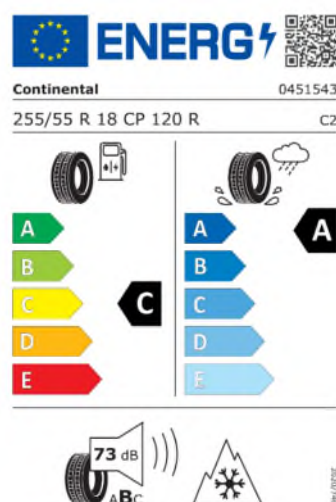 ENERG
Continental
0451543
255/55 R 18 CP 120 R
C2
A
B
C
D
E
C
A
B
C
D
E
A
73 dB
ABC